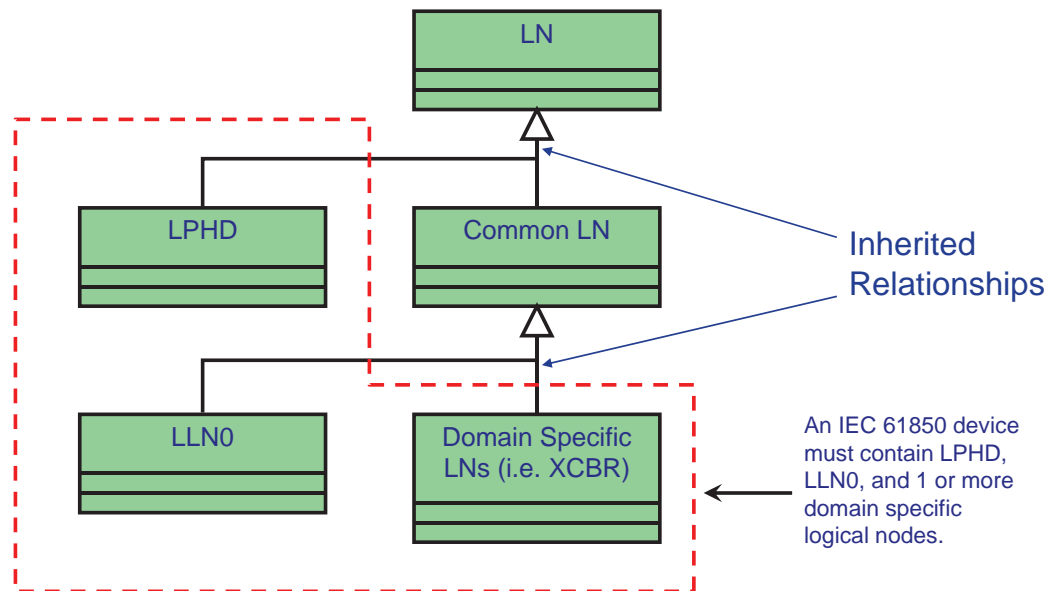 LN
LPHD
Common LN
Inherited
Relationships
LLN0
Domain Specific
LNs (i.e. XCBR)
An IEC 61850 device
must contain LPHD,
LLN0, and 1 or more
domain specific
logical nodes.